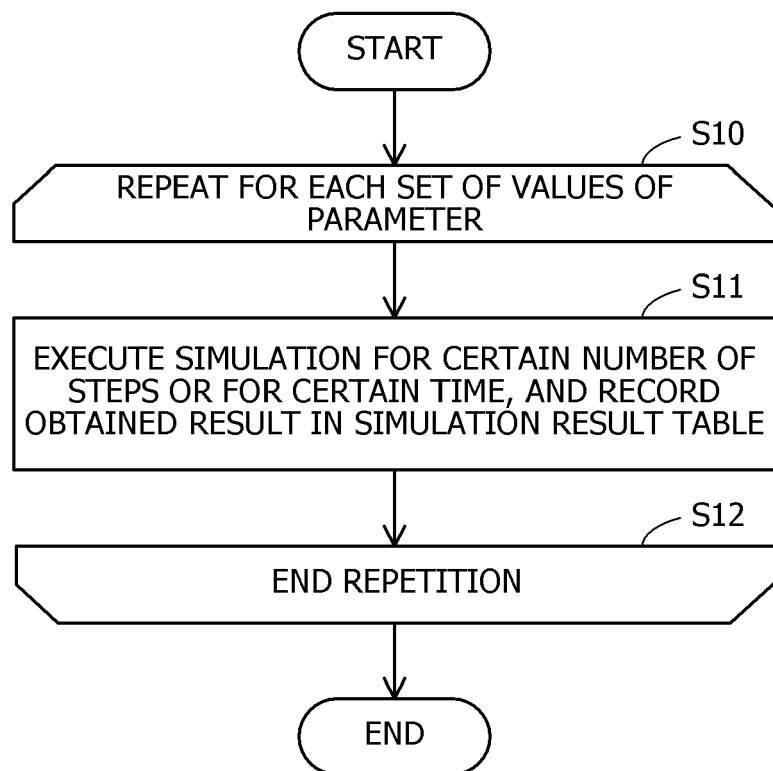 START
S10
REPEAT FOR EACH SET OF VALUES OF
PARAMETER
S11
EXECUTE SIMULATION FOR CERTAIN NUMBER OF
STEPS OR FOR CERTAIN TIME, AND RECORD
OBTAINED RESULT IN SIMULATION RESULT TABLE
S12
END REPETITION
END